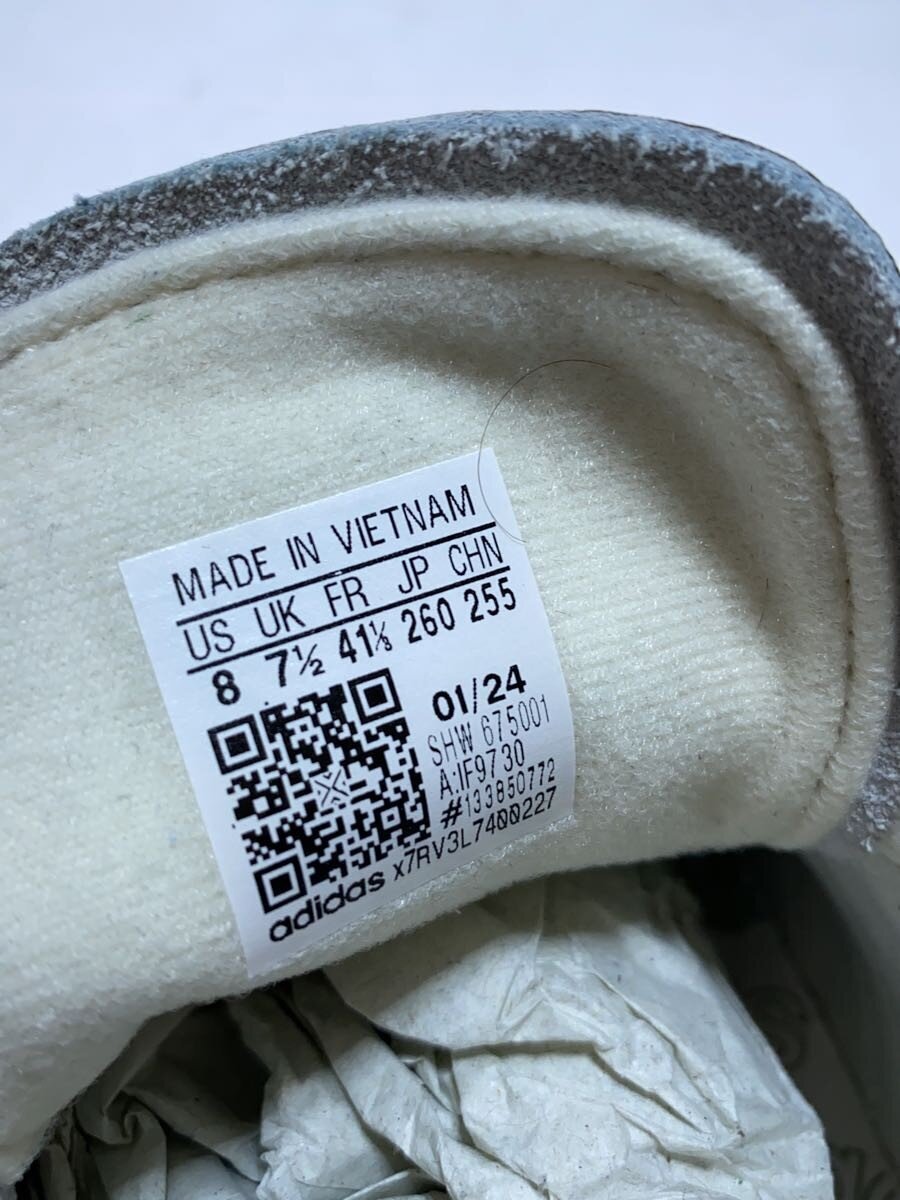 MADE IN VIETNAM
US UK FR JP CHN
8 7½ 41⅓ 260 255
01/24
SHW 675001
A:IF9730
#133850772
adidas x7RV3L7400227